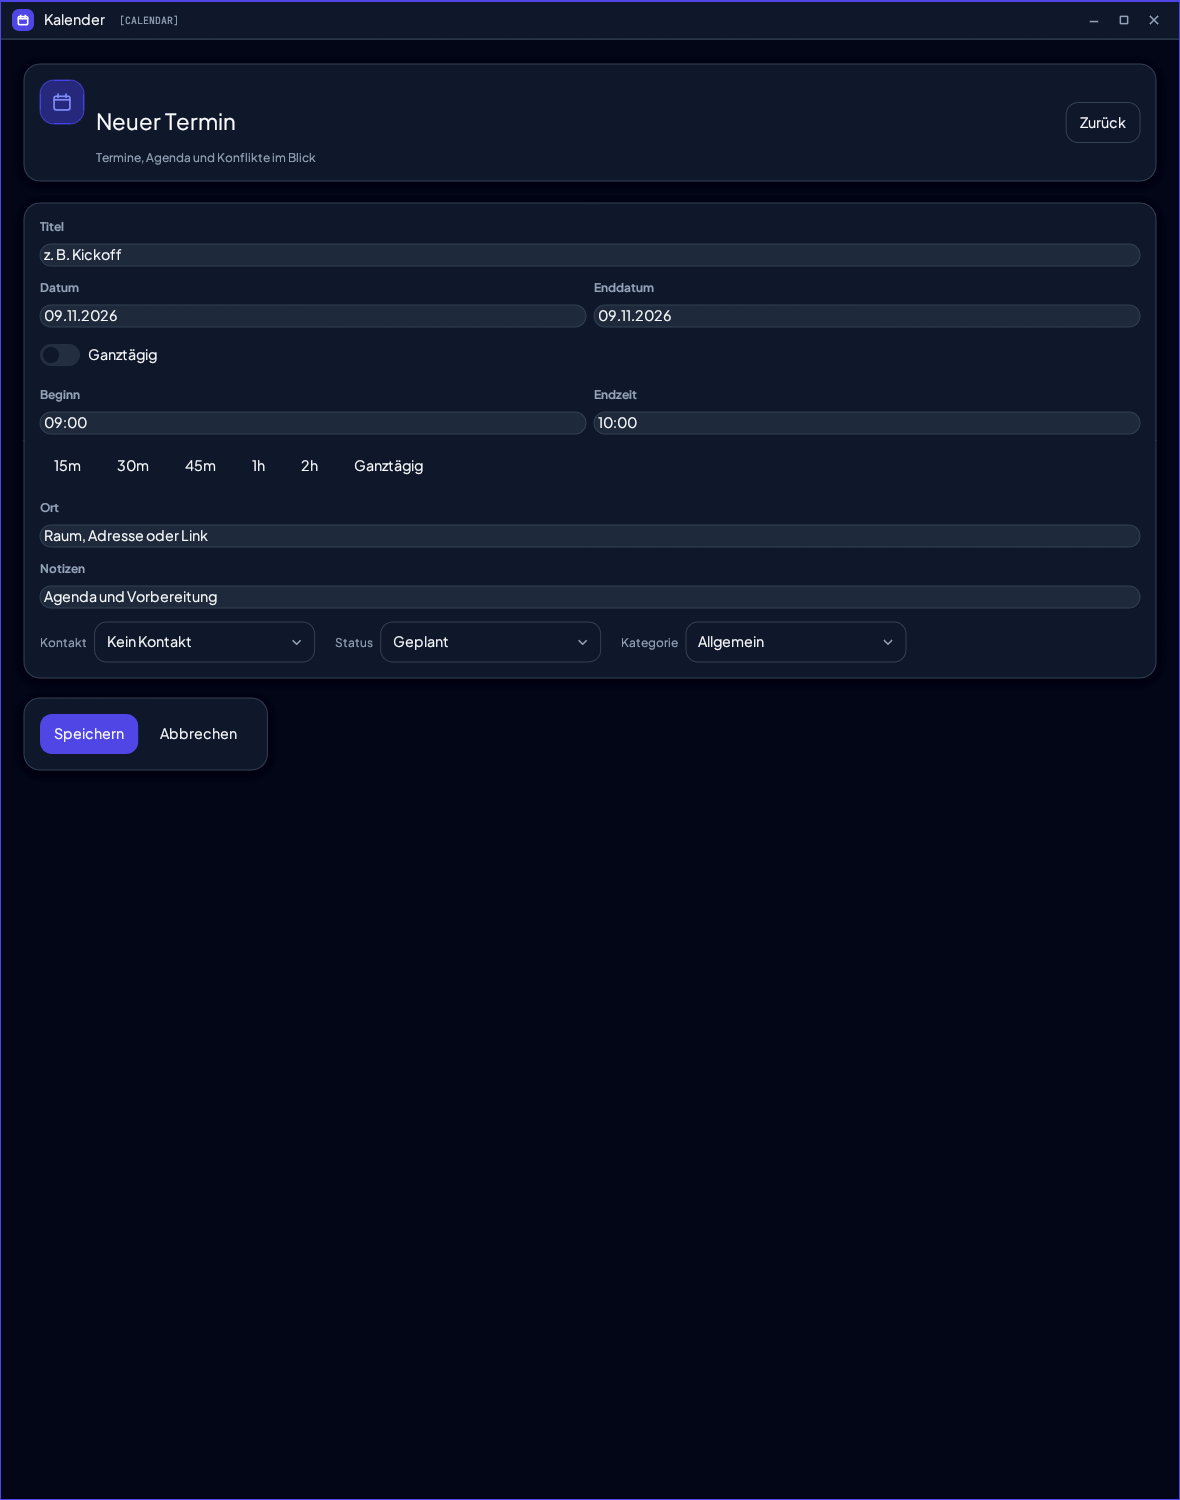 Kalender [CALENDAR]
Neuer Termin
Zurück
Termine, Agenda und Konflikte im Blick
Titel
z. B. Kickoff
Datum Enddatum
09.11.2026 09.11.2026
Ganztägig
Beginn Endzeit
09:00 10:00
15m 30m 45m 1h 2h Ganztägig
Ort
Raum, Adresse oder Link
Notizen
Agenda und Vorbereitung
Kontakt Kein Kontakt Status Geplant Kategorie Allgemein
Speichern Abbrechen